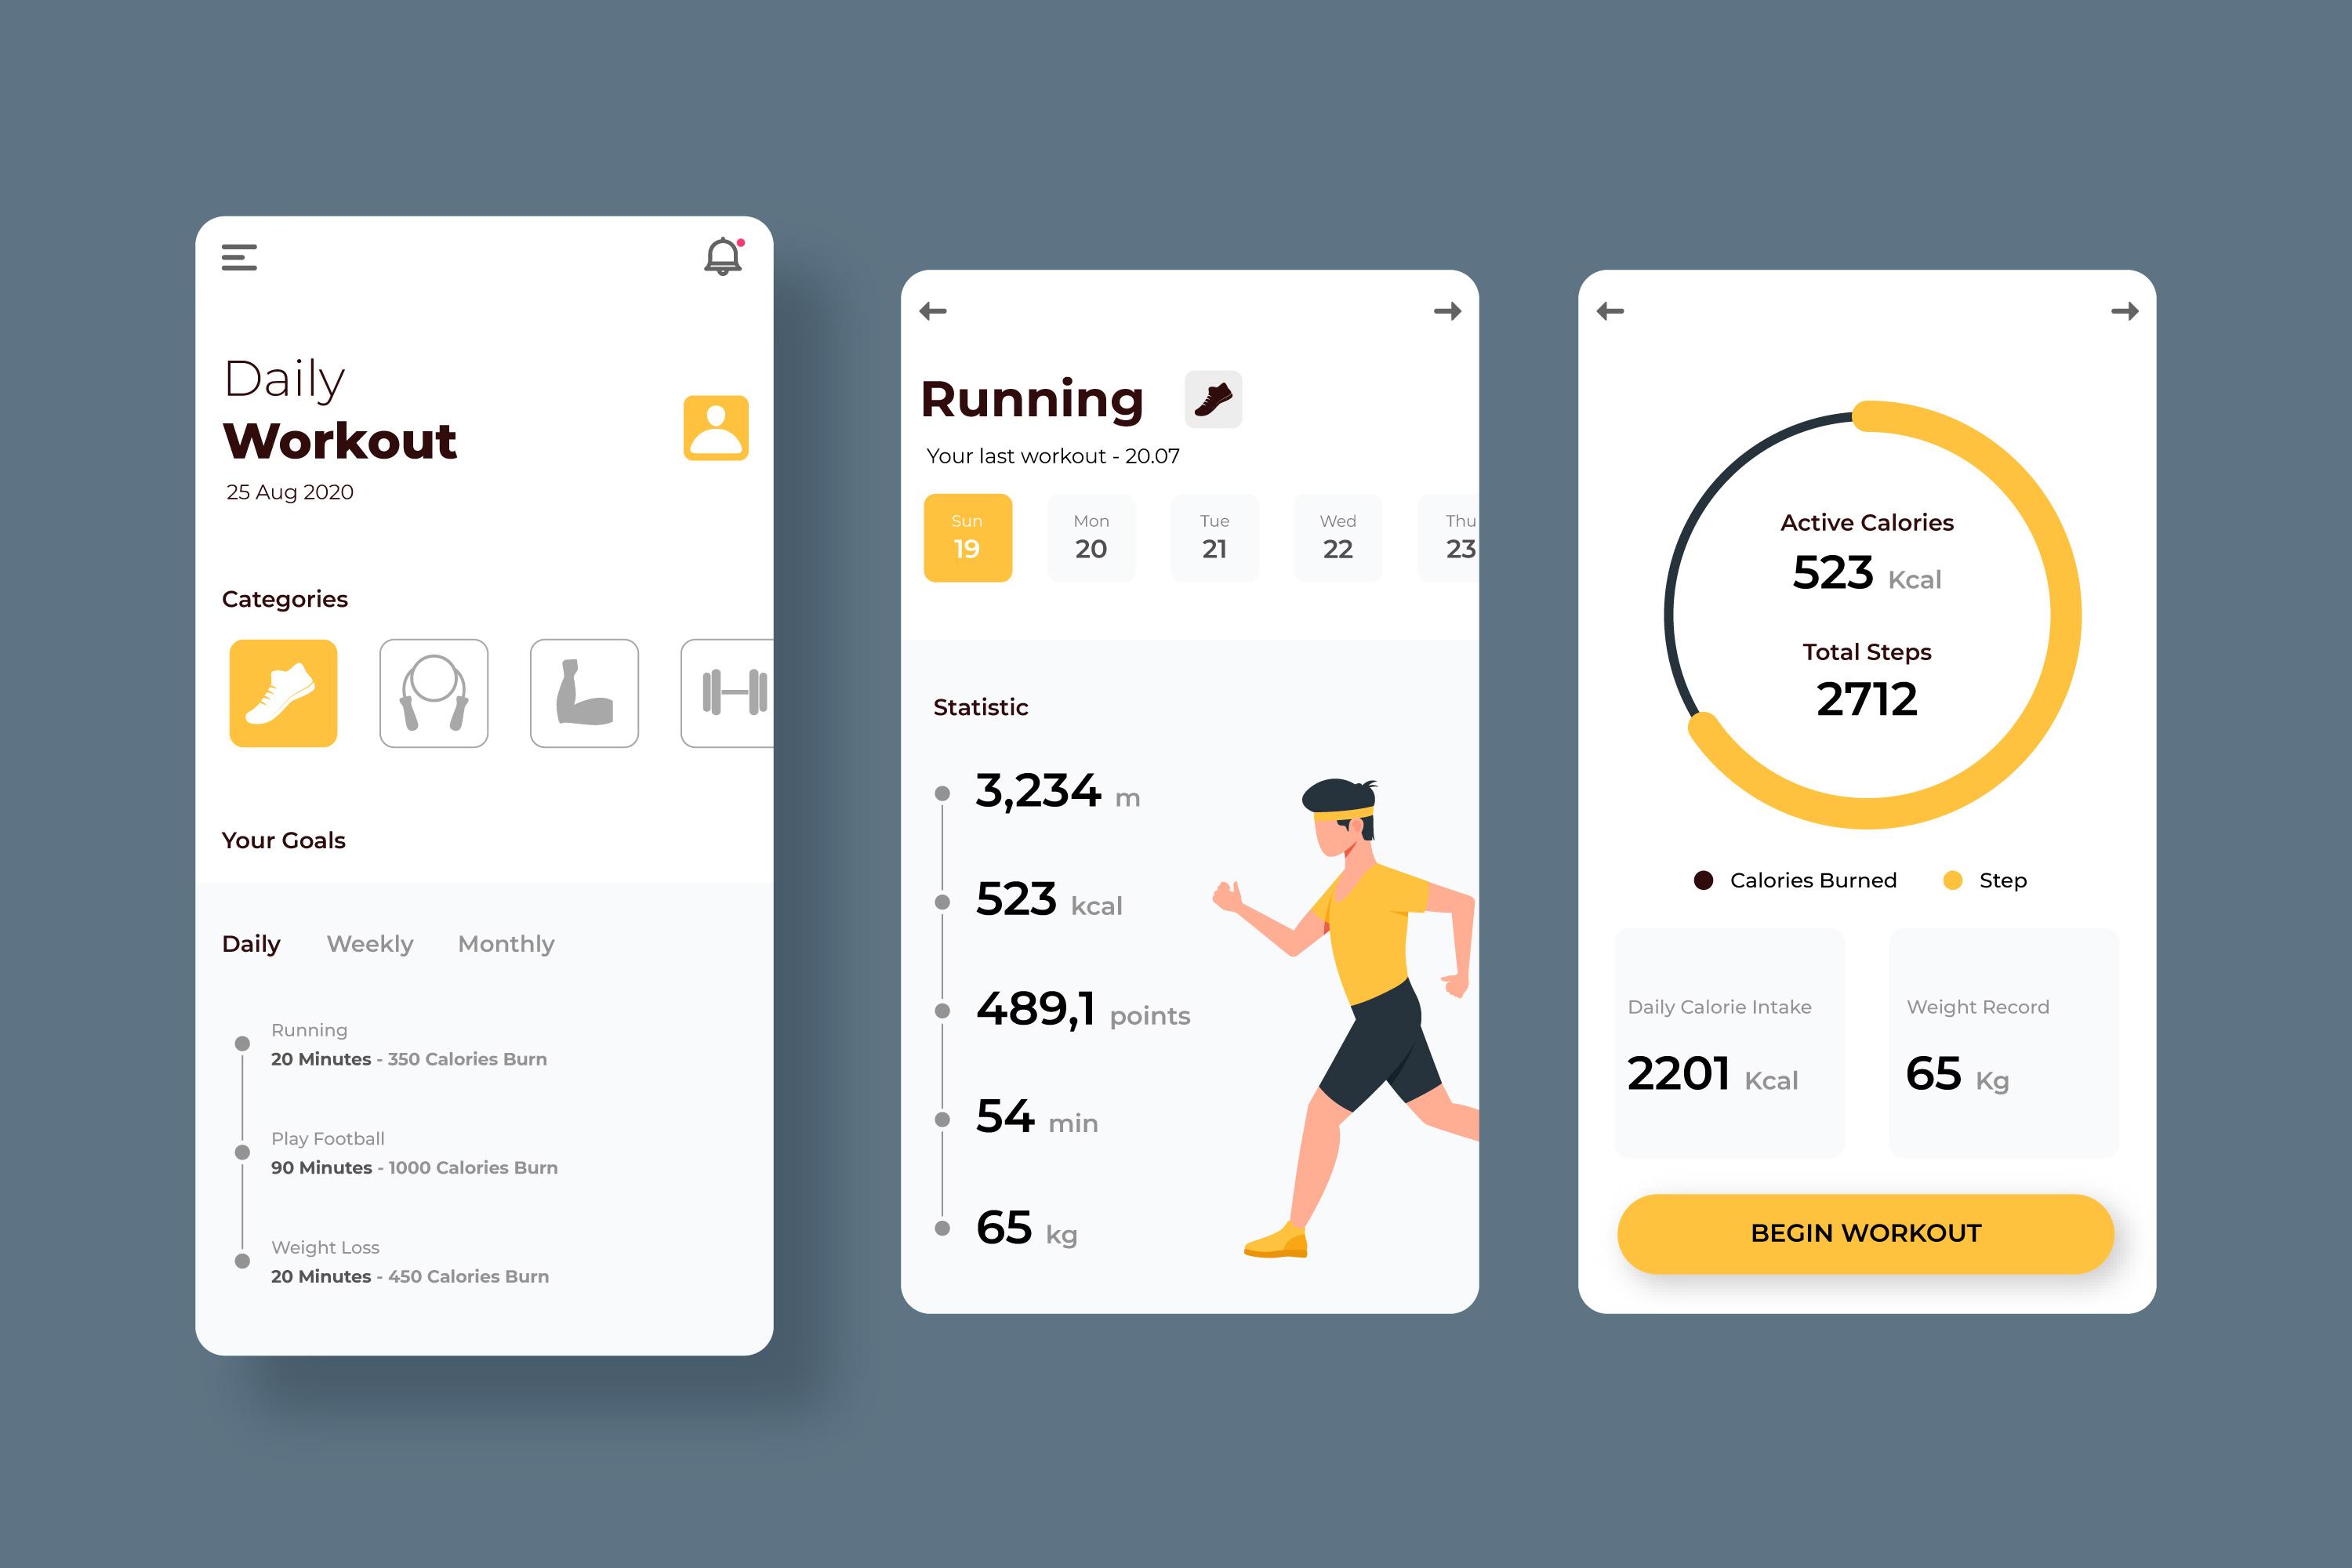 Daily
Workout
25 Aug 2020
Categories
Your Goals
Daily Weekly Monthly
Running
20 Minutes - 350 Calories Burn
Play Football
90 Minutes - 1000 Calories Burn
Weight Loss
20 Minutes - 450 Calories Burn
Running
Your last workout - 20.07
Sun Mon Tue Wed Thu
19 20 21 22 23
Statistic
3,234 m
523 kcal
489,1 points
54 min
65 kg
Active Calories
523 Kcal
Total Steps
2712
Calories Burned Step
Daily Calorie Intake
2201 Kcal
Weight Record
65 Kg
BEGIN WORKOUT